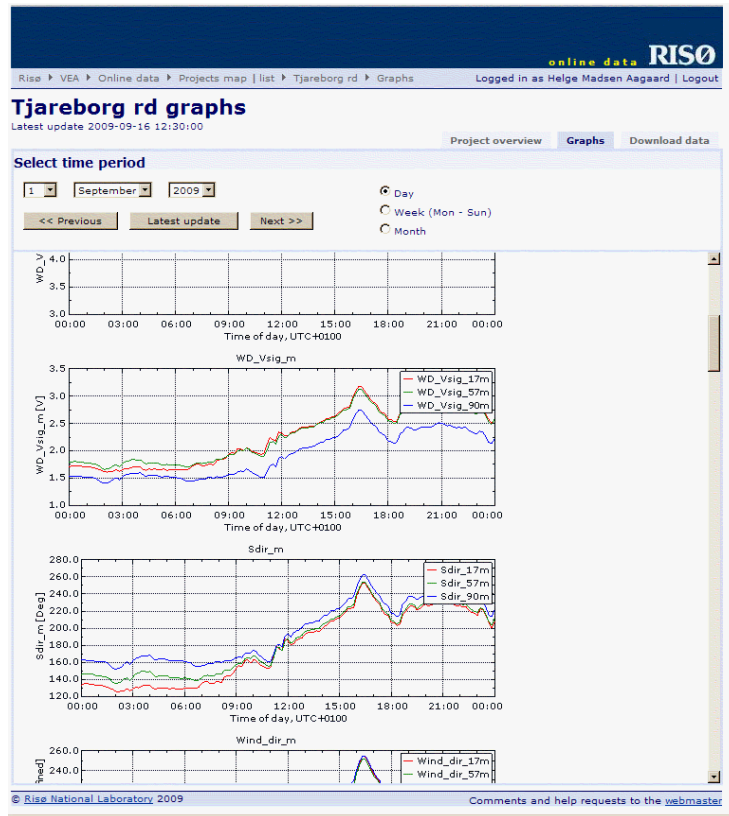 online data RISØ
Risø VEA Online data Projects map | list Tjareborg rd Graphs Logged in as Helge Madsen Aagaard | Logout
Tjareborg rd graphs
Latest update 2009-09-16 12:30:00
Project overview Graphs Download data
Select time period
1 September 2009
Day
Week (Mon - Sun)
Month
<< Previous Latest update Next >>
WD_V
4.0
3.5
3.0
00:00 03:00 06:00 09:00 12:00 15:00 18:00 21:00 00:00
Time of day, UTC+0100
WD_Vsig_m
WD_Vsig_m [V]
3.5
3.0
2.5
2.0
1.5
1.0
WD_Vsig_17m
WD_Vsig_57m
WD_Vsig_90m
00:00 03:00 06:00 09:00 12:00 15:00 18:00 21:00 00:00
Time of day, UTC+0100
Sdir_m
Sdir_m [Deg]
280.0
260.0
240.0
220.0
200.0
180.0
160.0
140.0
120.0
Sdir_17m
Sdir_57m
Sdir_90m
00:00 03:00 06:00 09:00 12:00 15:00 18:00 21:00 00:00
Time of day, UTC+0100
Wind_dir_m
ned]
260.0
240.0
Wind_dir_17m
Wind_dir_57m
© Risø National Laboratory 2009 Comments and help requests to the webmaster